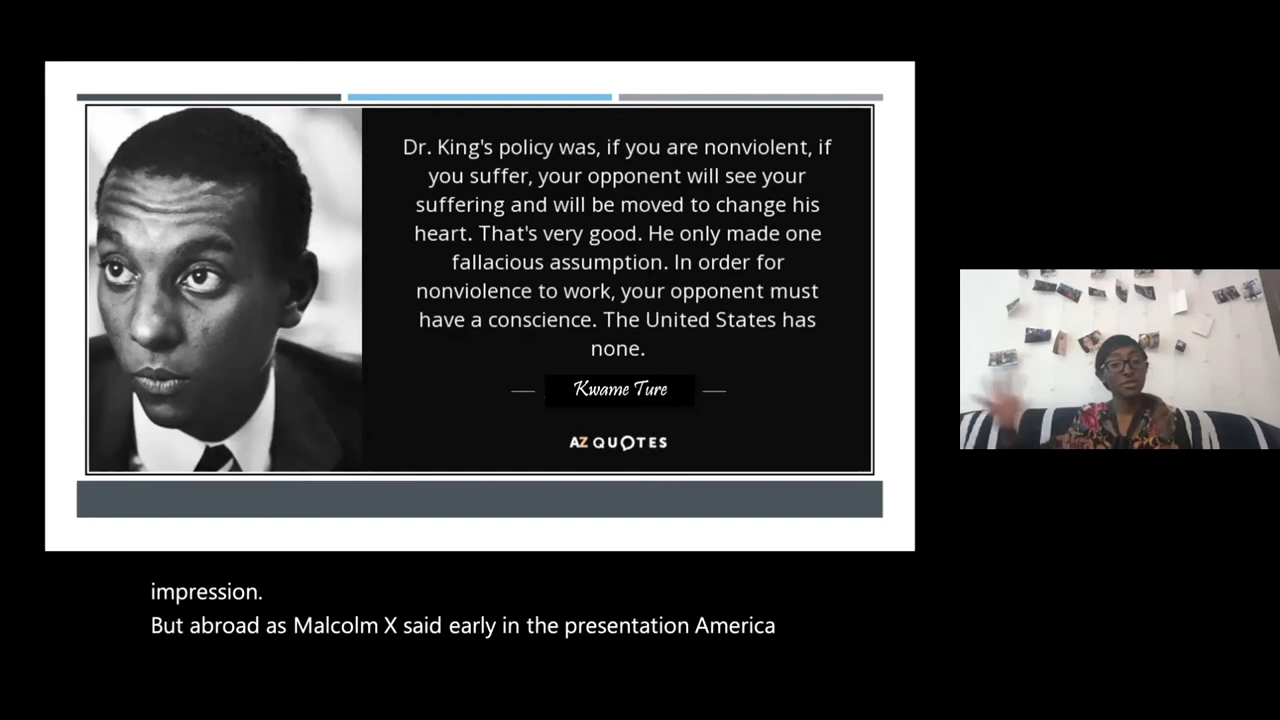 Dr. King's policy was, if you are nonviolent, if
you suffer, your opponent will see your
suffering and will be moved to change his
heart. That's very good. He only made one
fallacious assumption. In order for
nonviolence to work, your opponent must
have a conscience. The United States has
none.
Kwame Ture
AZ QUOTES
impression.
But abroad as Malcolm X said early in the presentation America